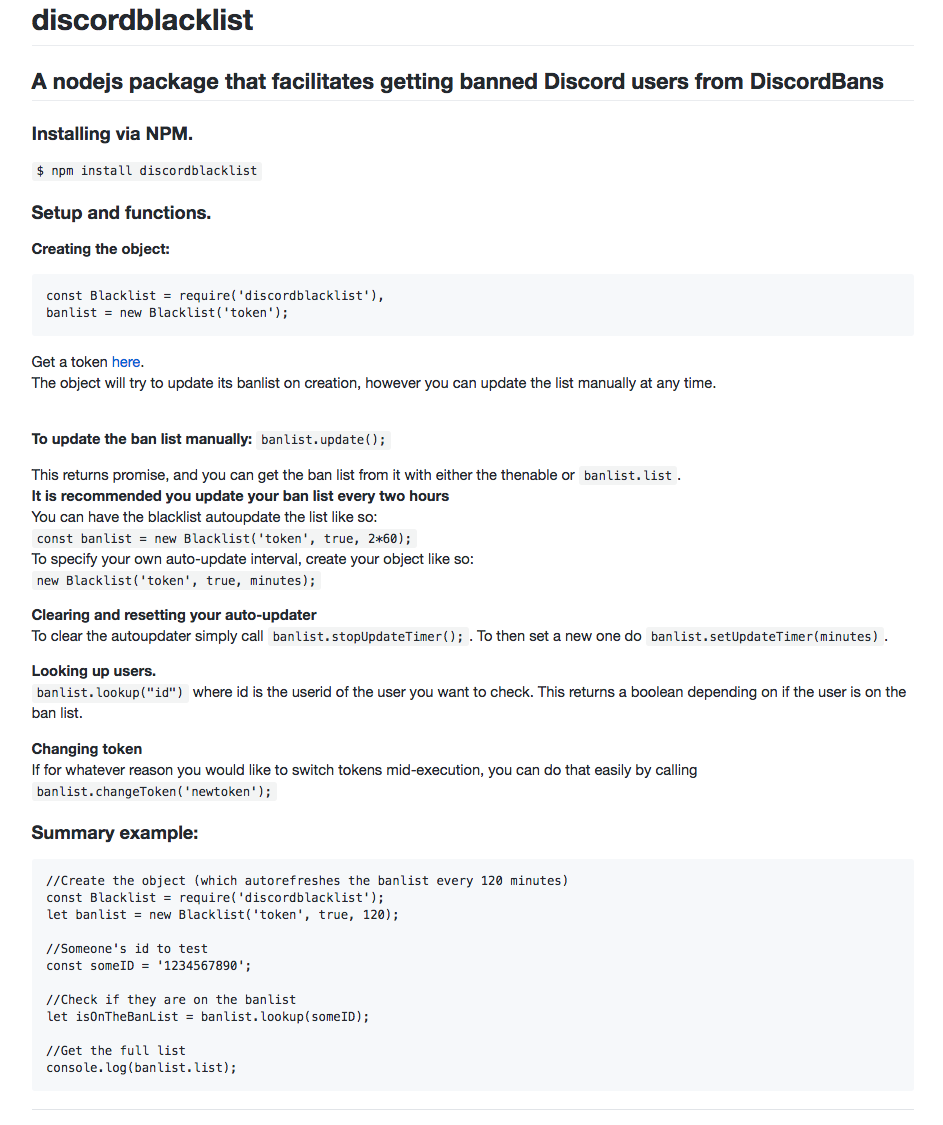 discordblacklist
A nodejs package that facilitates getting banned Discord users from DiscordBans
Installing via NPM.
$ npm install discordblacklist
Setup and functions.
Creating the object:
const Blacklist = require('discordblacklist'),
banlist = new Blacklist('token');
Get a token here.
The object will try to update its banlist on creation, however you can update the list manually at any time.
To update the ban list manually: banlist.update();
This returns promise, and you can get the ban list from it with either the thenable or banlist.list .
It is recommended you update your ban list every two hours
You can have the blacklist autoupdate the list like so:
const banlist = new Blacklist('token', true, 2*60);
To specify your own auto-update interval, create your object like so:
new Blacklist('token', true, minutes);
Clearing and resetting your auto-updater
To clear the autoupdater simply call banlist.stopUpdateTimer(); . To then set a new one do banlist.setUpdateTimer(minutes) .
Looking up users.
banlist.lookup("id") where id is the userid of the user you want to check. This returns a boolean depending on if the user is on the
ban list.
Changing token
If for whatever reason you would like to switch tokens mid-execution, you can do that easily by calling
banlist.changeToken('newtoken');
Summary example:
//Create the object (which autorefreshes the banlist every 120 minutes)
const Blacklist = require('discordblacklist');
let banlist = new Blacklist('token', true, 120);
//Someone's id to test
const someID = '1234567890';
//Check if they are on the banlist
let isOnTheBanList = banlist.lookup(someID);
//Get the full list
console.log(banlist.list);